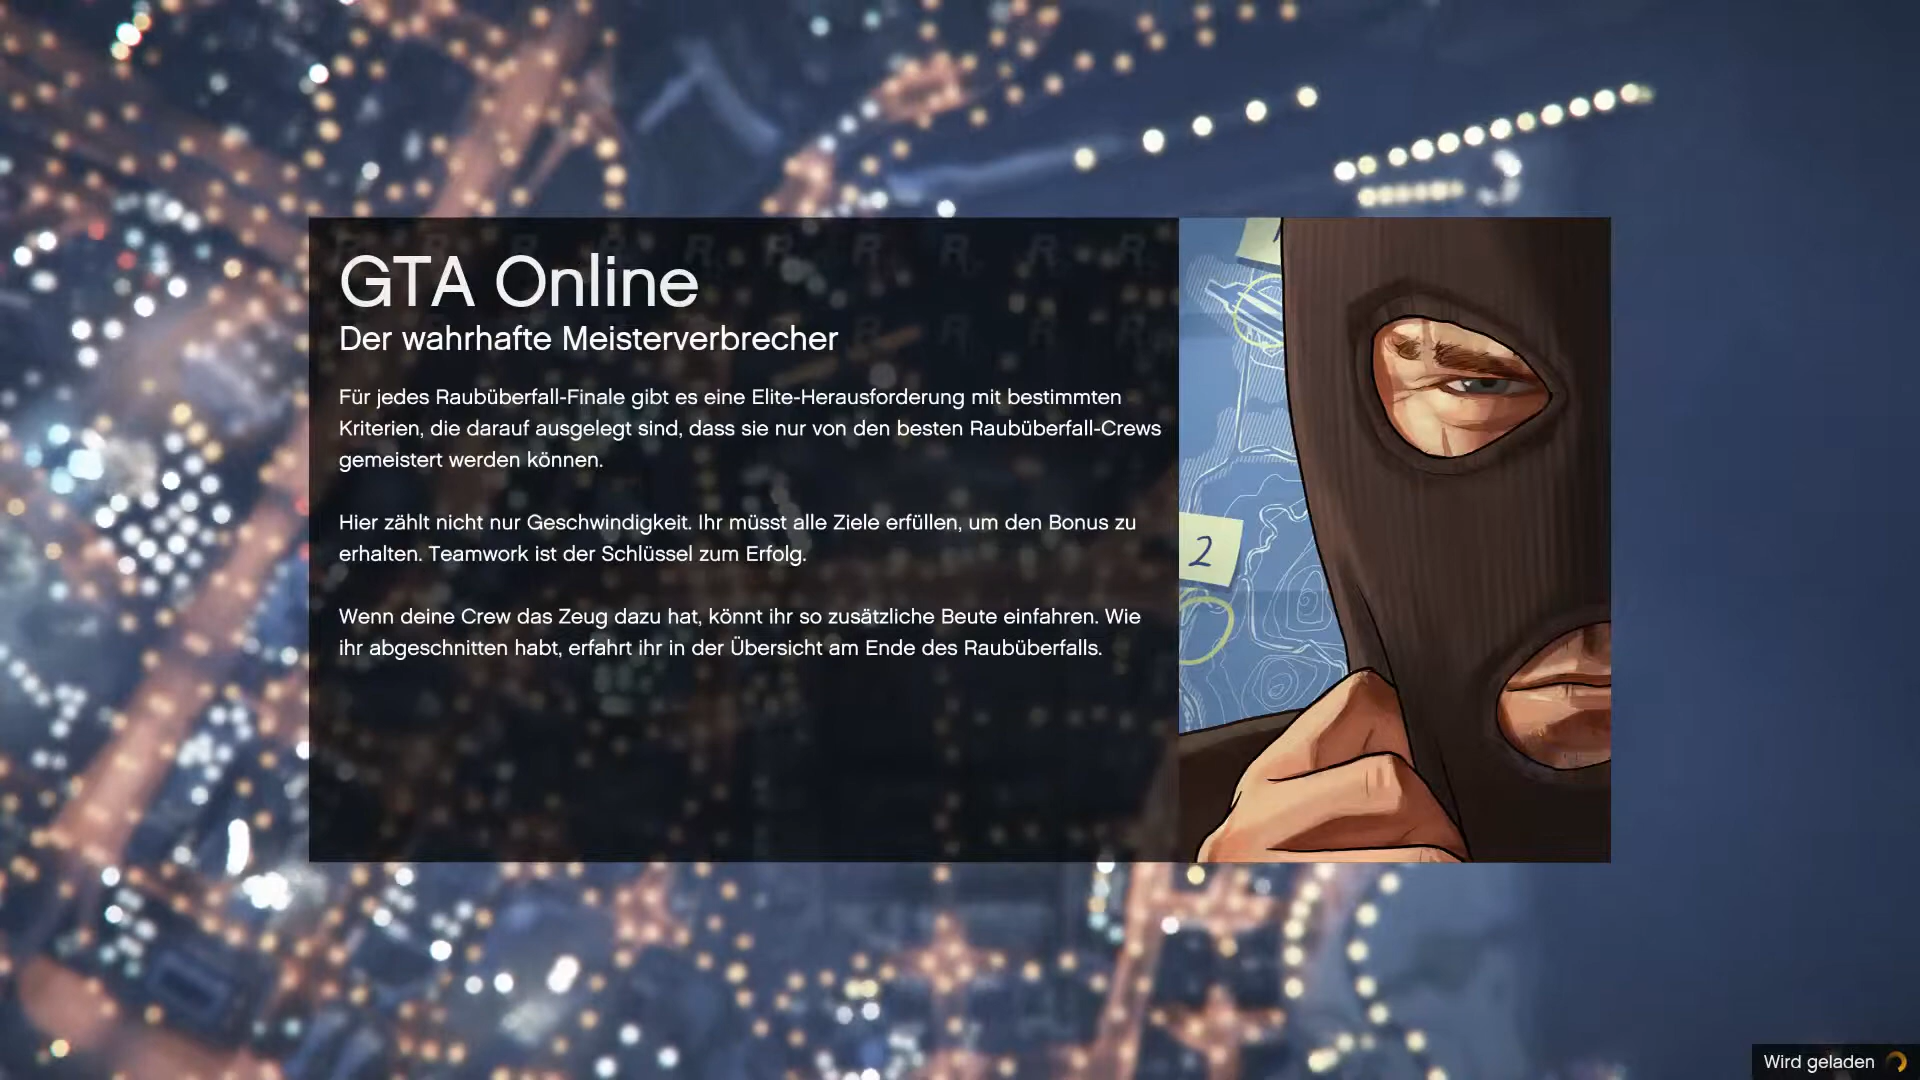 GTA Online
Der wahrhafte Meisterverbrecher
Für jedes Raubüberfall-Finale gibt es eine Elite-Herausforderung mit bestimmten
Kriterien, die darauf ausgelegt sind, dass sie nur von den besten Raubüberfall-Crews
gemeistert werden können.
Hier zählt nicht nur Geschwindigkeit. Ihr müsst alle Ziele erfüllen, um den Bonus zu
erhalten. Teamwork ist der Schlüssel zum Erfolg.
Wenn deine Crew das Zeug dazu hat, könnt ihr so zusätzliche Beute einfahren. Wie
ihr abgeschnitten habt, erfahrt ihr in der Übersicht am Ende des Raubüberfalls.
2
Wird geladen